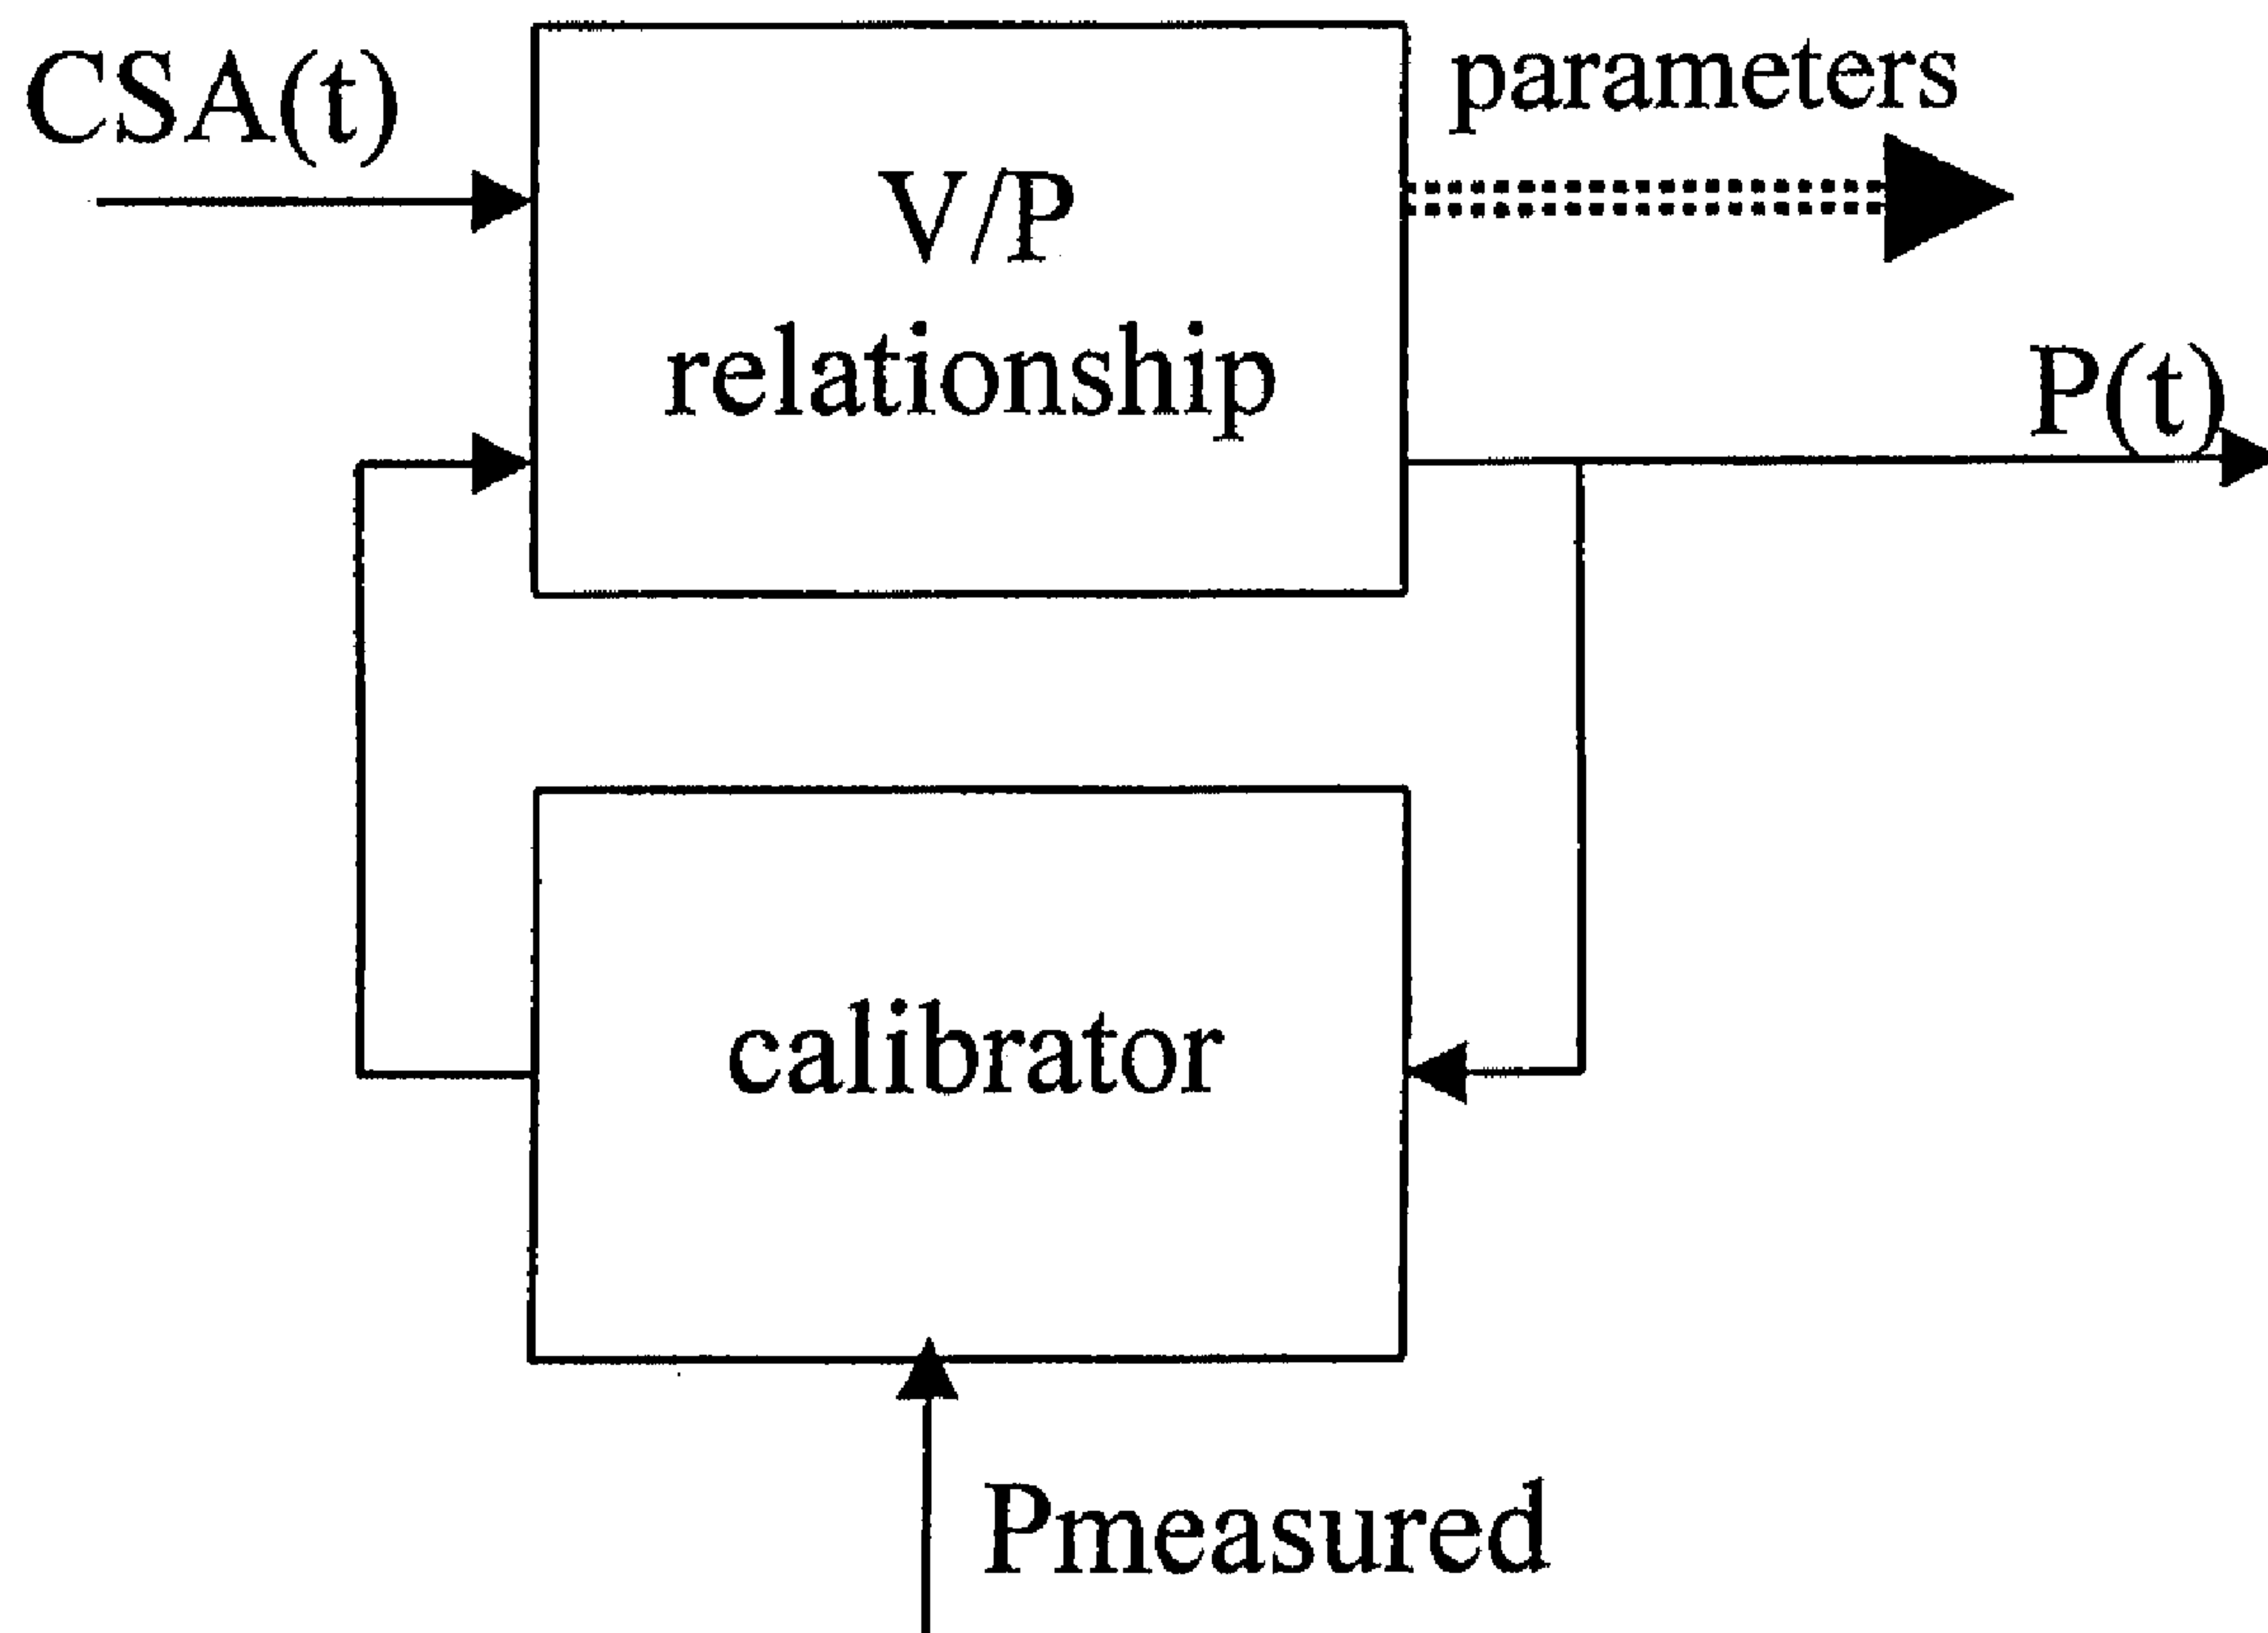 CSA(t)
parameters
V/P
relationship
P(t)
calibrator
Pmeasured